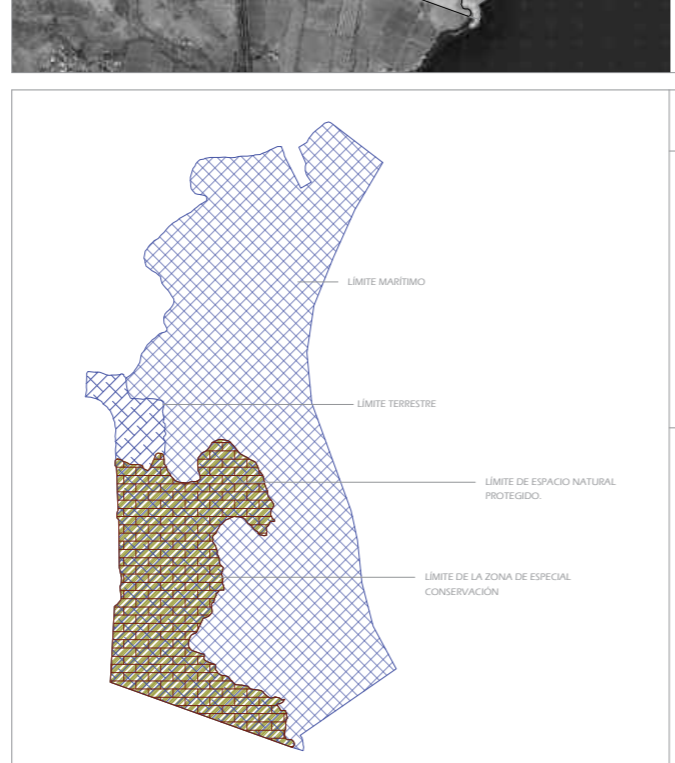 LÍMITE MARÍTIMO
LÍMITE TERRESTRE
LÍMITE DE ESPACIO NATURAL
PROTEGIDO.
LÍMITE DE LA ZONA DE ESPECIAL
CONSERVACIÓN